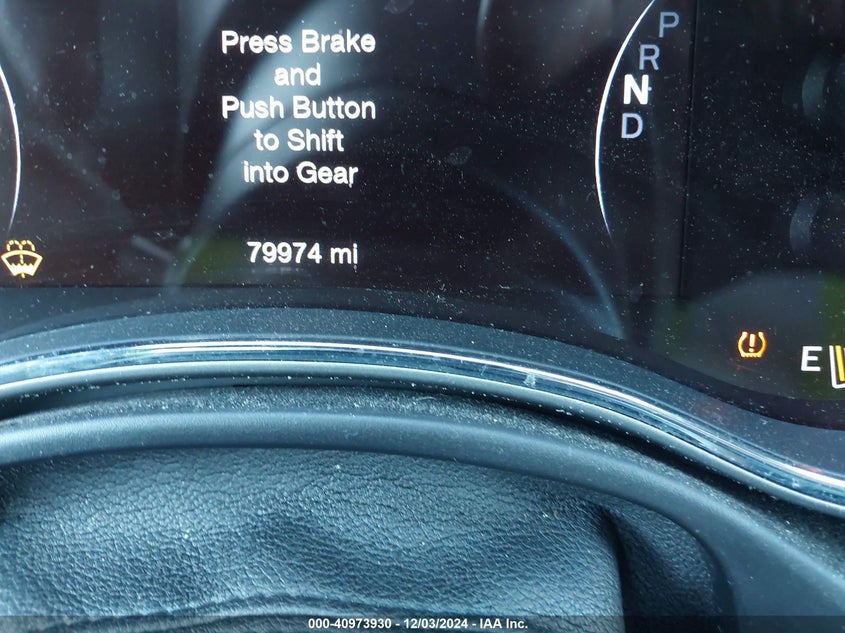 Press Brake
and
Push Button
to Shift
into Gear
79974 mi
P
R
N
D
E
000-40973930 - 12/03/2024 - IAA Inc.